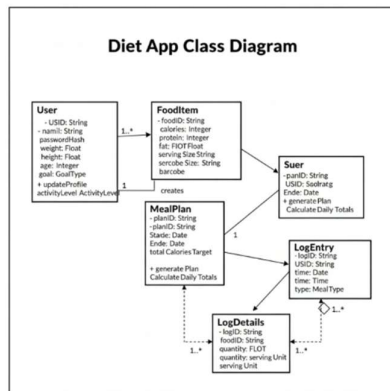 Diet App Class Diagram
User
- USID: String
- namil: String
passwordHash
weight: Float
height: Float
age: Integer
goal: GoalType
+ updateProfile
activityLevel ActivityLevel
1..*
1
creates
FoodItem
- foodID: String
calories: Integer
protein: Integer
fat: FIOTFloat
serving Size String
sercobe Size: String
barcobe
Suer
- panID: String
USID: Soolratg
Ende: Date
+ generate Plan
Calculate Daily Totals
1
MealPlan
- planID: String
-planID: String
Stade: Date
Ende: Date
total Calories Target
+ generate Plan
Calculate Daily Totals
LogEntry
- logID: String
USID: String
time: Date
time: Time
type: MealType
1..*
LogDetails
- logID: String
foodID: String
quantity: FLOT
quantity: serving Unit
serving Unit
1..*
1..*